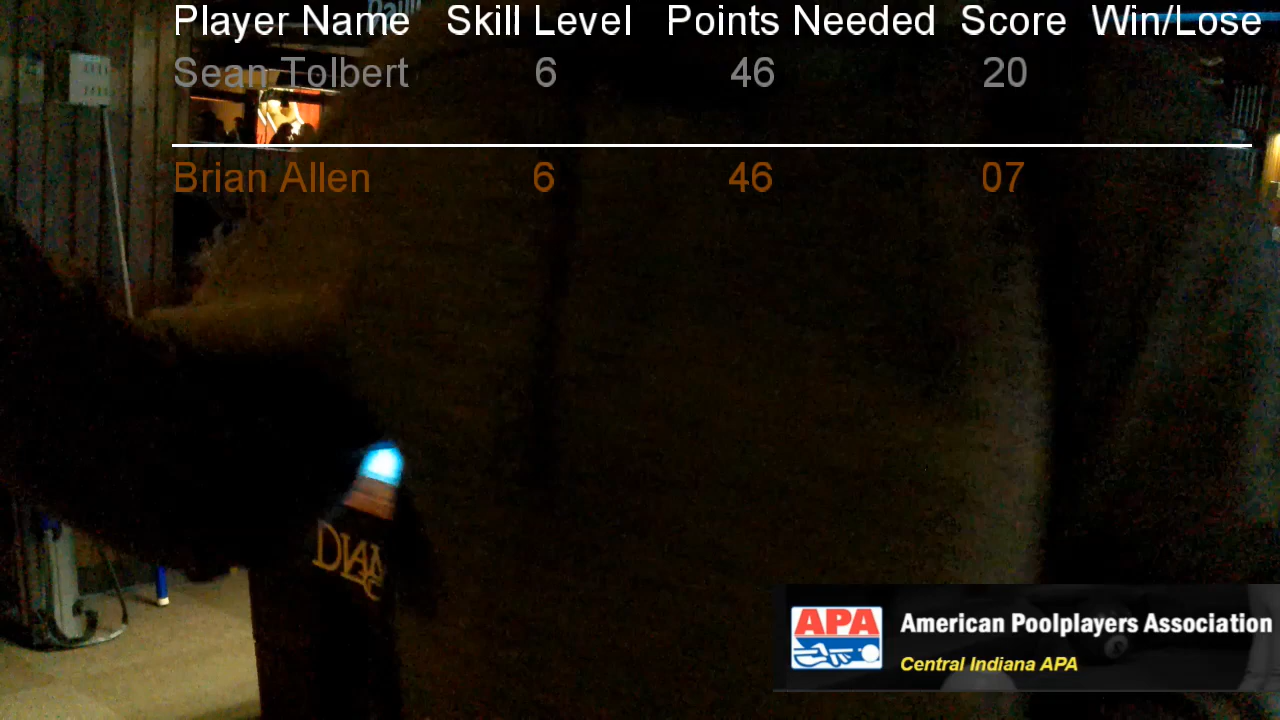 Player Name Skill Level Points Needed Score Win/Lose
Sean Tolbert 6 46 20
Brian Allen 6 46 07
APA
American Poolplayers Association
Central Indiana APA